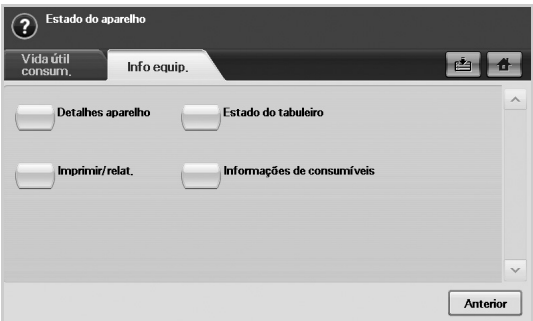 ? Estado do aparelho
Vida útil
consum.
Info equip.
Detalhes aparelho
Estado do tabuleiro
Imprimir/relat.
Informações de consumíveis
Anterior